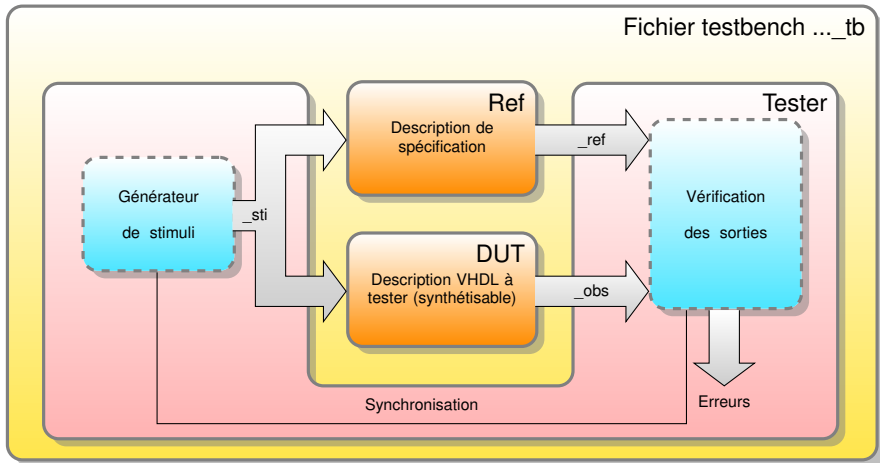 Fichier testbench ..._tb
Ref
Description de
spécification
Tester
_ref
Générateur
de stimuli
_sti
Vérification
des sorties
DUT
Description VHDL à
tester (synthétisable)
_obs
Synchronisation
Erreurs